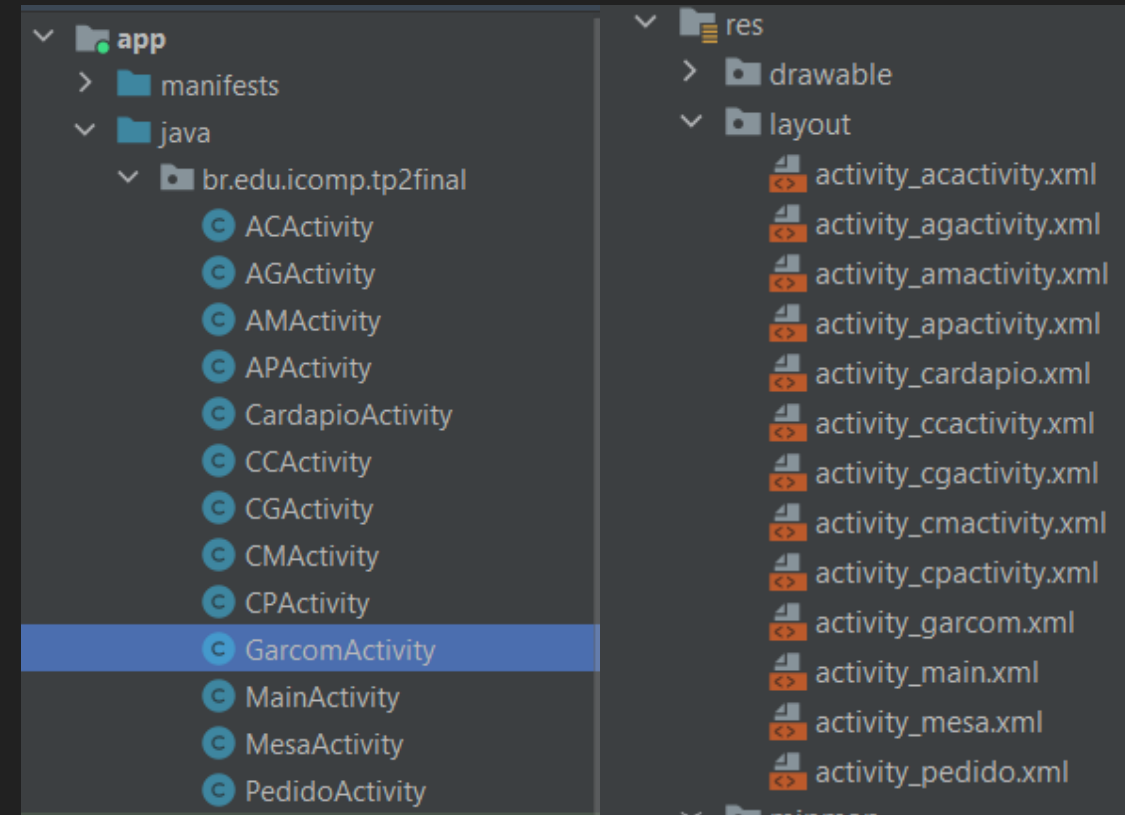 app
manifests
java
br.edu.icomp.tp2final
ACActivity
AGActivity
AMActivity
APActivity
CardapioActivity
CCActivity
CGActivity
CMActivity
CPActivity
GarcomActivity
MainActivity
MesaActivity
PedidoActivity
res
drawable
layout
activity_acactivity.xml
activity_agactivity.xml
activity_amactivity.xml
activity_apactivity.xml
activity_cardapio.xml
activity_ccactivity.xml
activity_cgactivity.xml
activity_cmactivity.xml
activity_cpactivity.xml
activity_garcom.xml
activity_main.xml
activity_mesa.xml
activity_pedido.xml